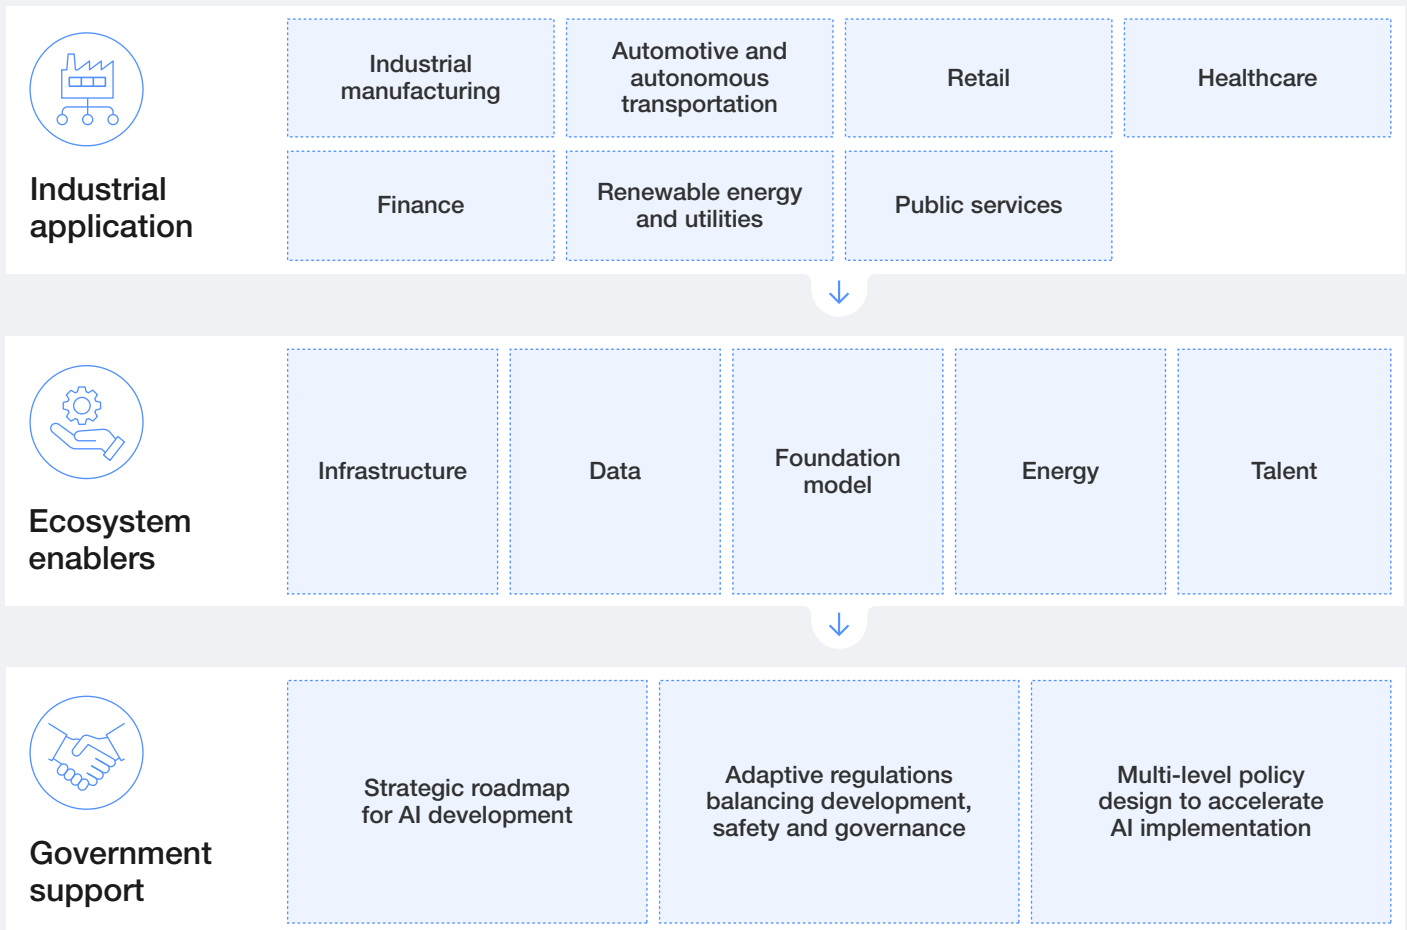 Industrial
application
Industrial
manufacturing
Automotive and
autonomous
transportation
Retail
Healthcare
Finance
Renewable energy
and utilities
Public services
Ecosystem
enablers
Infrastructure
Data
Foundation
model
Energy
Talent
Government
support
Strategic roadmap
for AI development
Adaptive regulations
balancing development,
safety and governance
Multi-level policy
design to accelerate
AI implementation